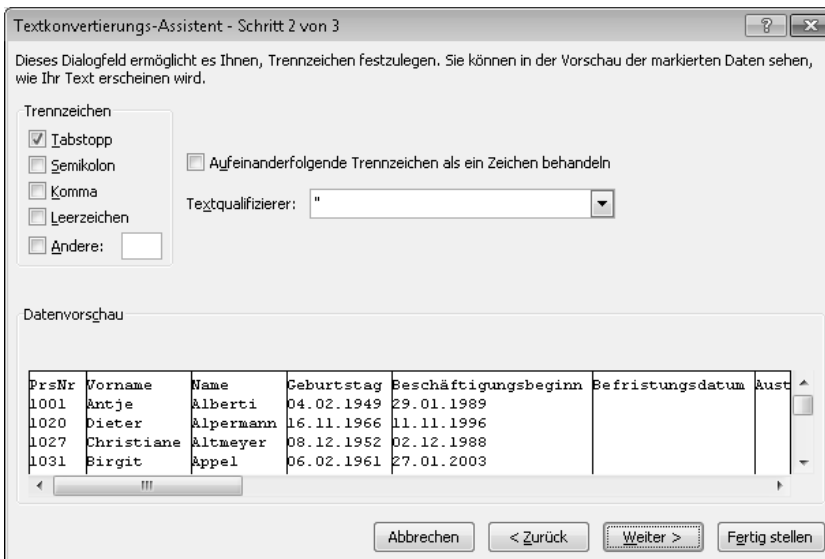 Textkonvertierungs-Assistent - Schritt 2 von 3
Dieses Dialogfeld ermöglicht es Ihnen, Trennzeichen festzulegen. Sie können in der Vorschau der markierten Daten sehen,
wie Ihr Text erscheinen wird.
Trennzeichen
Tabstopp
Semikolon
Komma
Leerzeichen
Andere:
Aufeinanderfolgende Trennzeichen als ein Zeichen behandeln
Textqualifizierer: "
Datenvorschau
PrsNr Vorname Name Geburtstag Beschäftigungsbeginn Befristungsdatum Aust
1001 Antje Alberti 04.02.1949 29.01.1989
1020 Dieter Alpermann 16.11.1966 11.11.1996
1027 Christiane Altmeyer 08.12.1952 02.12.1988
1031 Birgit Appel 06.02.1961 27.01.2003
Abbrechen < Zurück Weiter > Fertig stellen